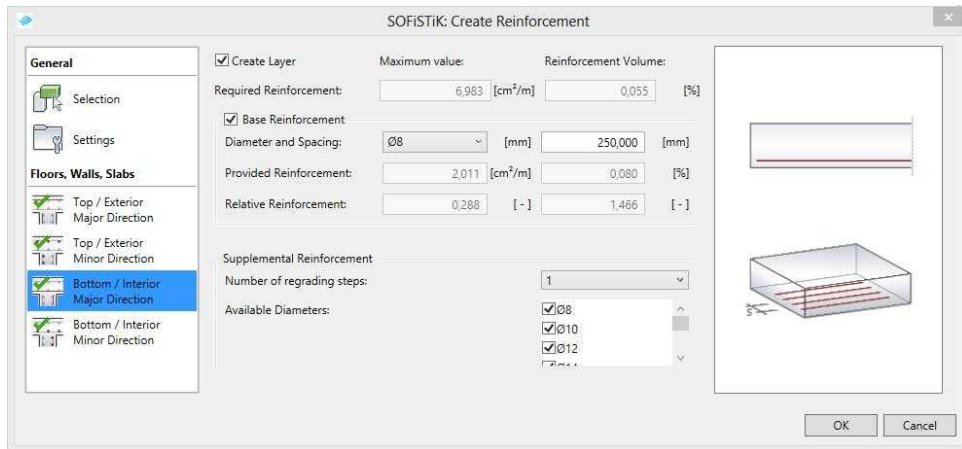 SOFiSTiK: Create Reinforcement
General
Selection
Settings
Floors, Walls, Slabs
Top / Exterior
Major Direction
Top / Exterior
Minor Direction
Bottom / Interior
Major Direction
Bottom / Interior
Minor Direction
Create Layer Maximum value: Reinforcement Volume:
Required Reinforcement: 6,983 [cm²/m] 0,055 [%]
Base Reinforcement
Diameter and Spacing: Ø8 [mm] 250,000 [mm]
Provided Reinforcement: 2,011 [cm²/m] 0,080 [%]
Relative Reinforcement: 0,288 [-] 1,466 [-]
Supplemental Reinforcement
Number of regrading steps: 1
Available Diameters: Ø8
Ø10
Ø12
Ø14
s
OK Cancel